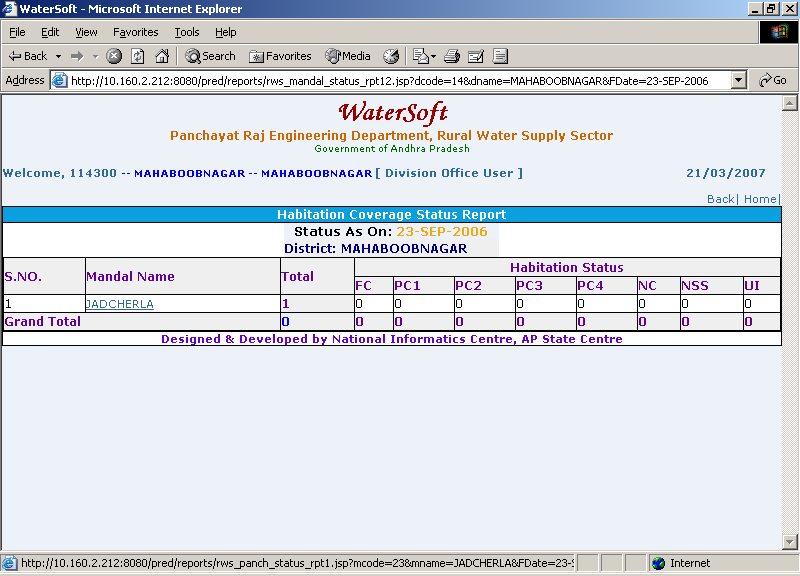 WaterSoft - Microsoft Internet Explorer
File Edit View Favorites Tools Help
Back Search Favorites Media
Address http://10.160.2.212:8080/pred/reports/rws_mandal_status_rpt12.jsp?dcode=14&dname=MAHABOOBNAGAR&FDate=23-SEP-2006 Go
WaterSoft
Panchayat Raj Engineering Department, Rural Water Supply Sector
Government of Andhra Pradesh
Welcome, 114300 -- MAHABOOBNAGAR -- MAHABOOBNAGAR [ Division Office User ] 21/03/2007
Back| Home|
Habitation Coverage Status Report
Status As On: 23-SEP-2006
District: MAHABOOBNAGAR
S.NO. Mandal Name Total Habitation Status
FC PC1 PC2 PC3 PC4 NC NSS UI
1 JADCHERLA 1 0 0 0 0 0 0 0 0
Grand Total 0 0 0 0 0 0 0 0 0
Designed & Developed by National Informatics Centre, AP State Centre
http://10.160.2.212:8080/pred/reports/rws_panch_status_rpt1.jsp?mcode=23&mname=JADCHERLA&FDate=23-S Internet